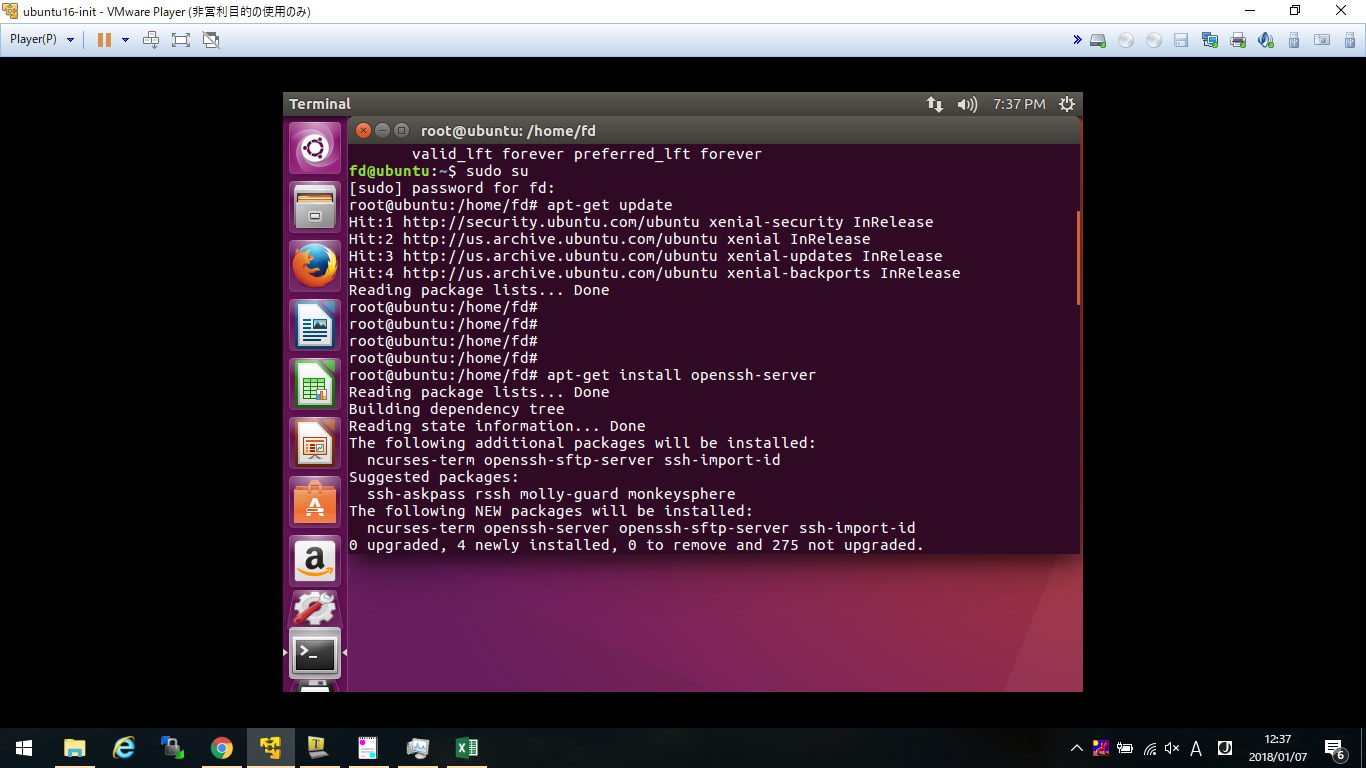 ubuntu16-init - VMware Player (非営利目的の使用のみ)
Player(P)
Terminal
7:37 PM
root@ubuntu: /home/fd
valid_lft forever preferred_lft forever
fd@ubuntu:~$ sudo su
[sudo] password for fd:
root@ubuntu:/home/fd# apt-get update
Hit:1 http://security.ubuntu.com/ubuntu xenial-security InRelease
Hit:2 http://us.archive.ubuntu.com/ubuntu xenial InRelease
Hit:3 http://us.archive.ubuntu.com/ubuntu xenial-updates InRelease
Hit:4 http://us.archive.ubuntu.com/ubuntu xenial-backports InRelease
Reading package lists... Done
root@ubuntu:/home/fd#
root@ubuntu:/home/fd#
root@ubuntu:/home/fd#
root@ubuntu:/home/fd#
root@ubuntu:/home/fd# apt-get install openssh-server
Reading package lists... Done
Building dependency tree
Reading state information... Done
The following additional packages will be installed:
ncurses-term openssh-sftp-server ssh-import-id
Suggested packages:
ssh-askpass rssh molly-guard monkeysphere
The following NEW packages will be installed:
ncurses-term openssh-server openssh-sftp-server ssh-import-id
0 upgraded, 4 newly installed, 0 to remove and 275 not upgraded.
A
12:37
2018/01/07
6